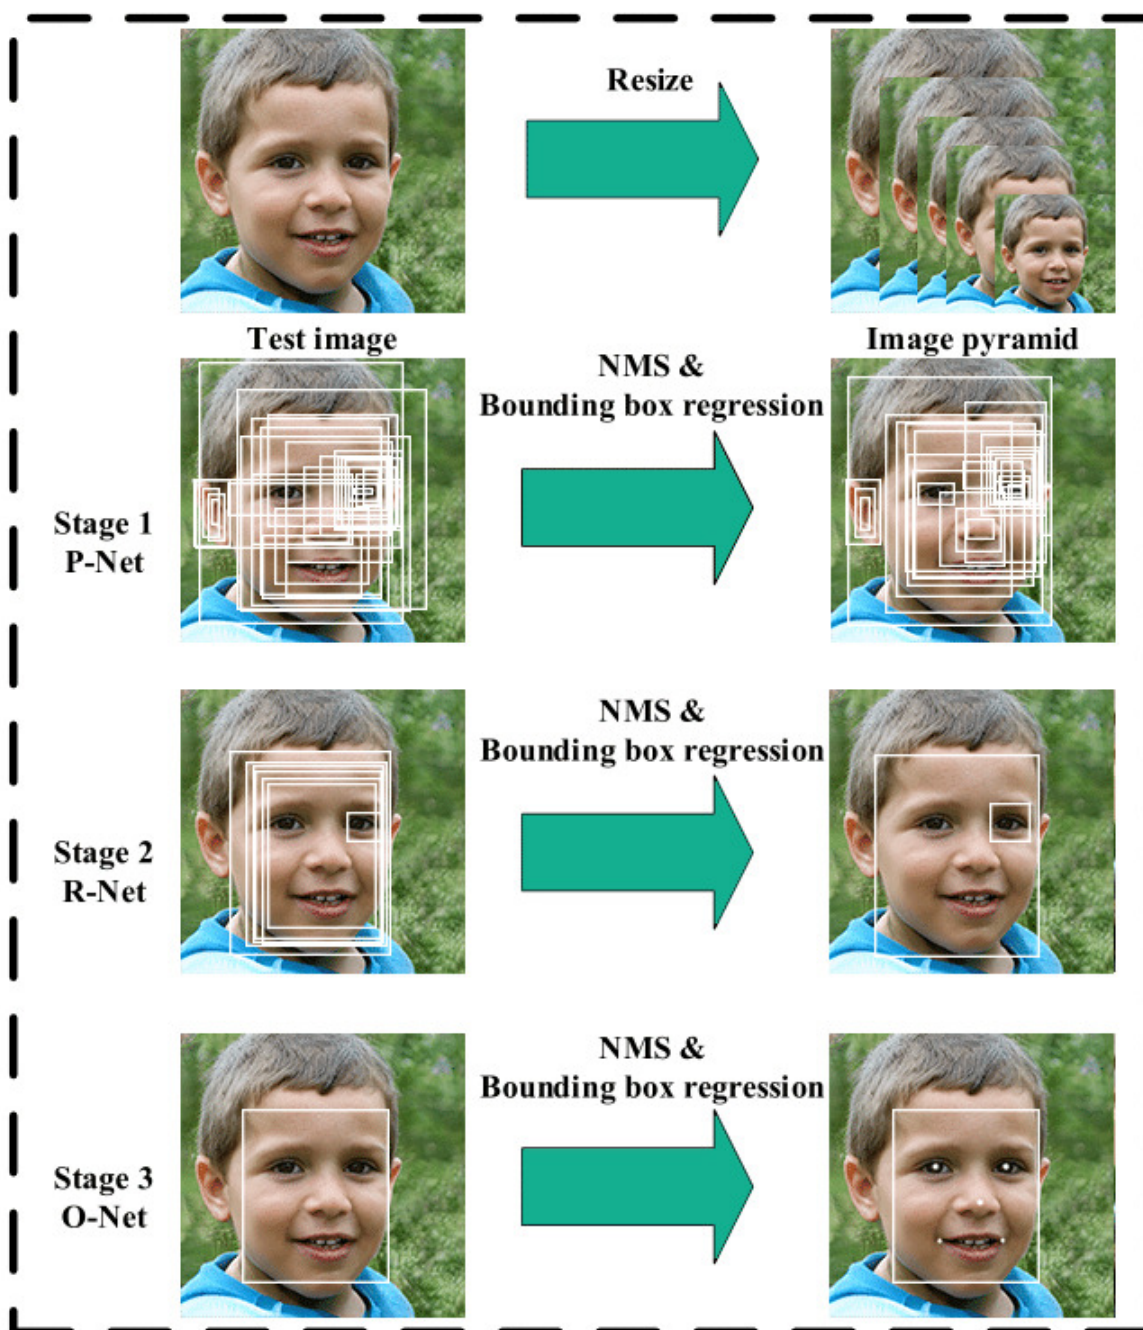 Resize
Test image
Image pyramid
NMS &
Bounding box regression
Stage 1
P-Net
NMS &
Bounding box regression
Stage 2
R-Net
NMS &
Bounding box regression
Stage 3
O-Net